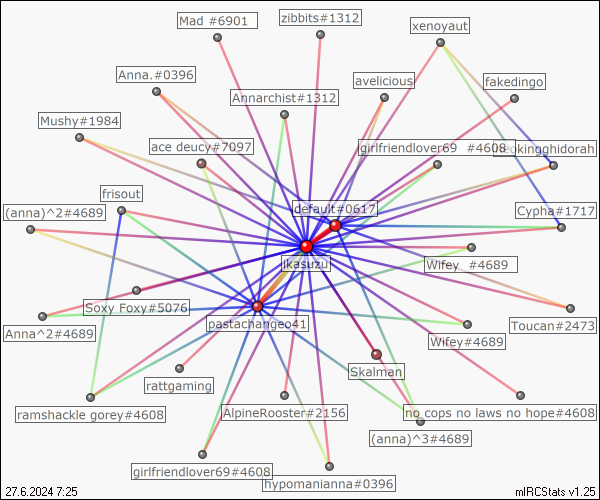 Mad #6901
zibbits#1312
xenoyaut
Anna.#0396
avelicious
fakedingo
Annarchist#1312
Mushy#1984
ace deucy#7097
girlfriendlover69 #4608
okingghidorah
frisout
(anna)^2#4689
default#0617
Cypha#1717
jkasuzu
Wifey_#4689
Soxy Foxy#5076
Anna^2#4689
pastachangeo41
Toucan#2473
Wifey#4689
Skalman
rattgaming
ramshackle gorey#4608
AlpineRooster#2156
no cops no laws no hope#4608
(anna)^3#4689
girlfriendlover69#4608
hypomanianna#0396
27.6.2024 7:25
mIRCStats v1.25